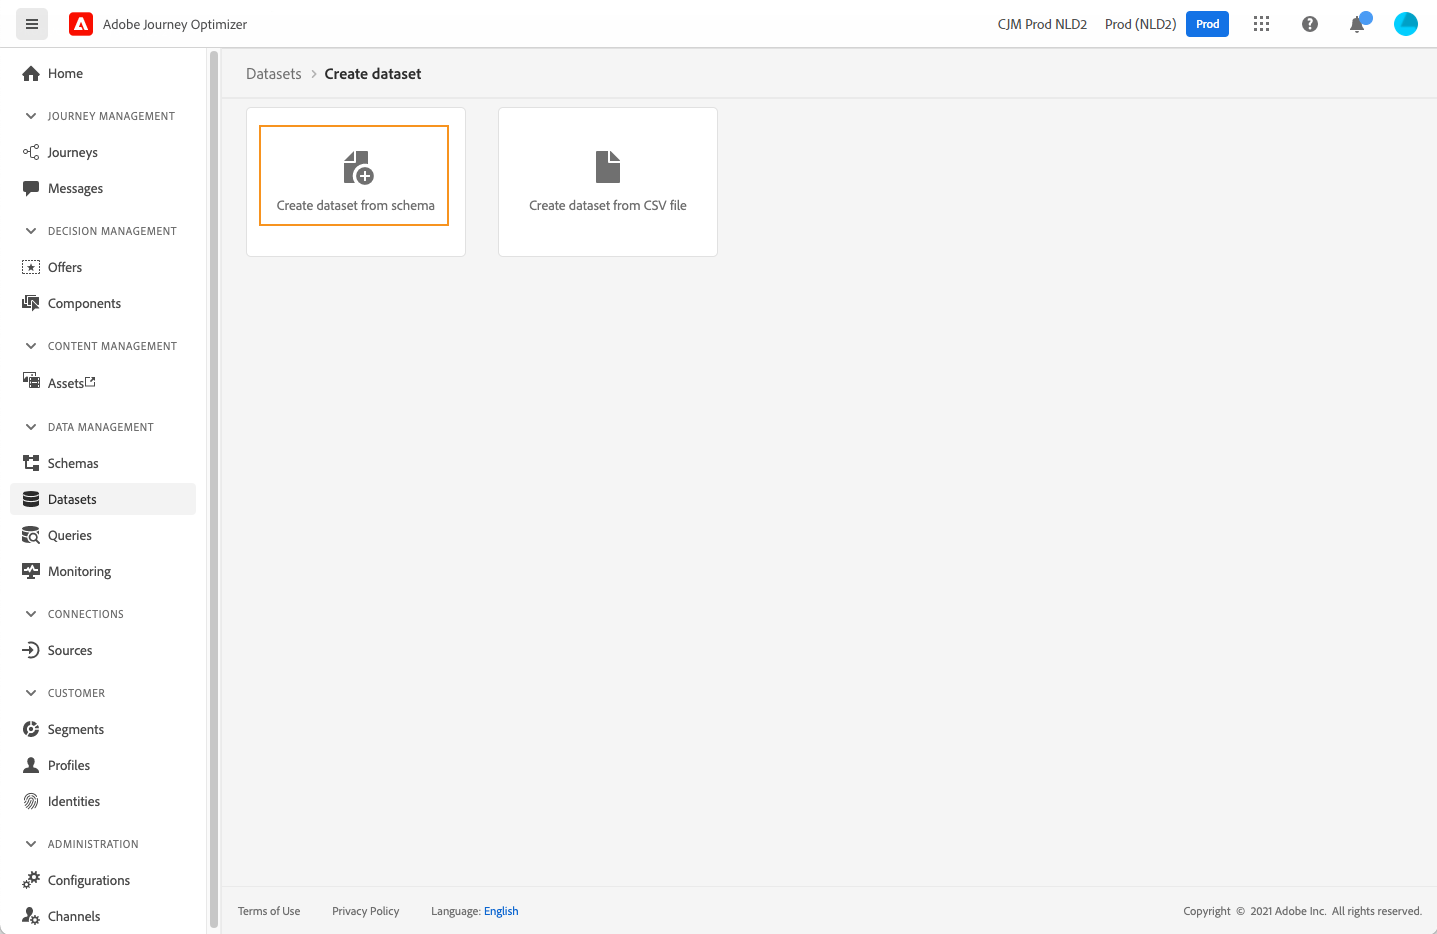 Adobe Journey Optimizer
CJM Prod NLD2
Prod (NLD2)
Prod
Home
JOURNEY MANAGEMENT
Journeys
Messages
DECISION MANAGEMENT
Offers
Components
CONTENT MANAGEMENT
Assets
DATA MANAGEMENT
Schemas
Datasets
Queries
Monitoring
CONNECTIONS
Sources
CUSTOMER
Segments
Profiles
Identities
ADMINISTRATION
Configurations
Channels
Datasets > Create dataset
Create dataset from schema
Create dataset from CSV file
Terms of Use
Privacy Policy
Language: English
Copyright © 2021 Adobe Inc. All rights reserved.